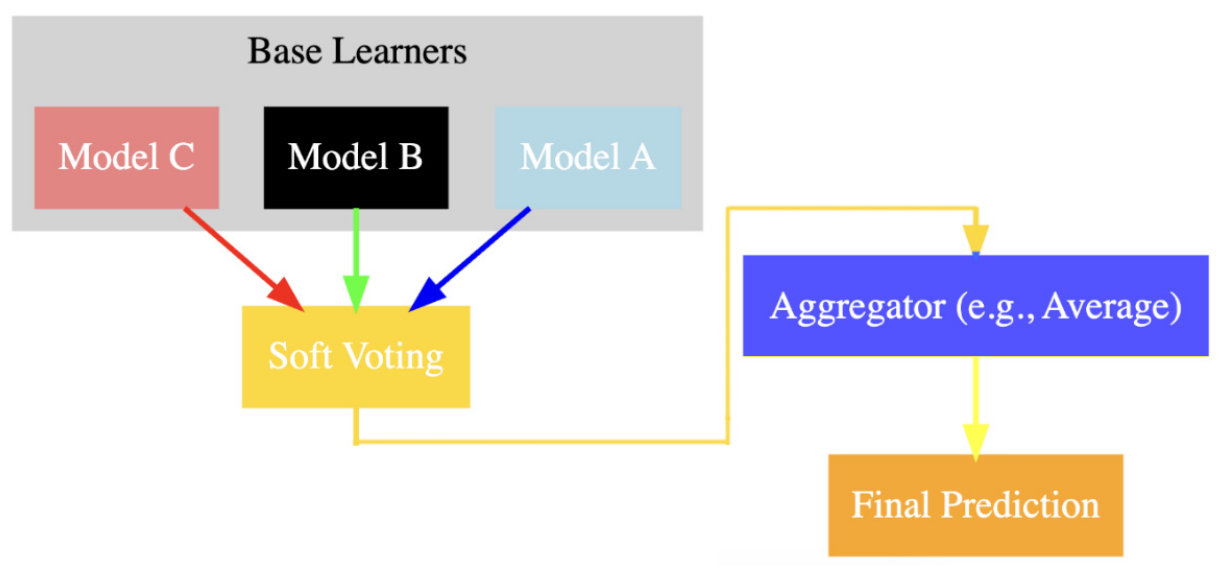 Base Learners
Model C
Model B
Model A
Soft Voting
Aggregator (e.g., Average)
Final Prediction